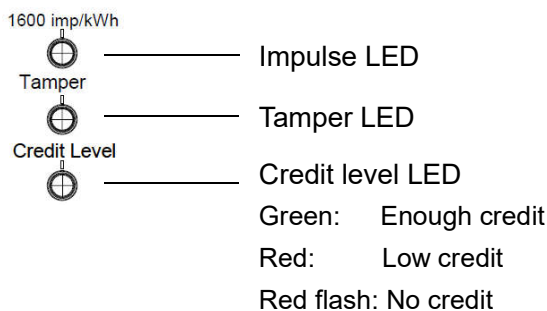 1600 imp/kWh
Impulse LED
Tamper
Tamper LED
Credit Level
Credit level LED
Green: Enough credit
Red: Low credit
Red flash: No credit